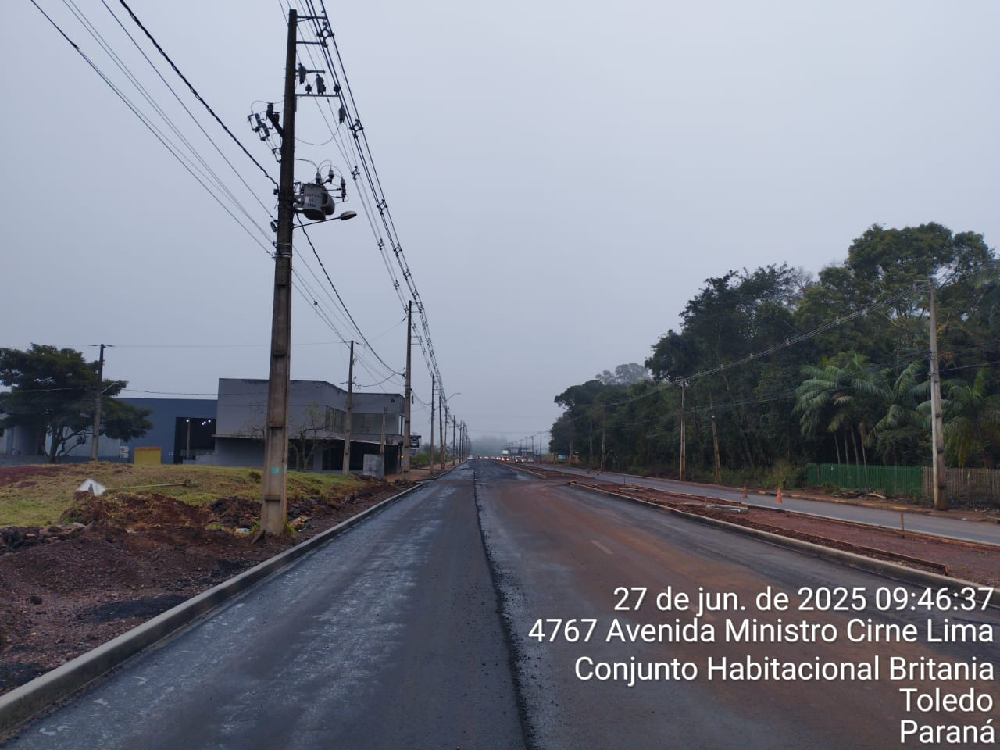 27 de jun. de 2025 09:46:37
4767 Avenida Ministro Cirne Lima
Conjunto Habitacional Britania
Toledo
Paraná